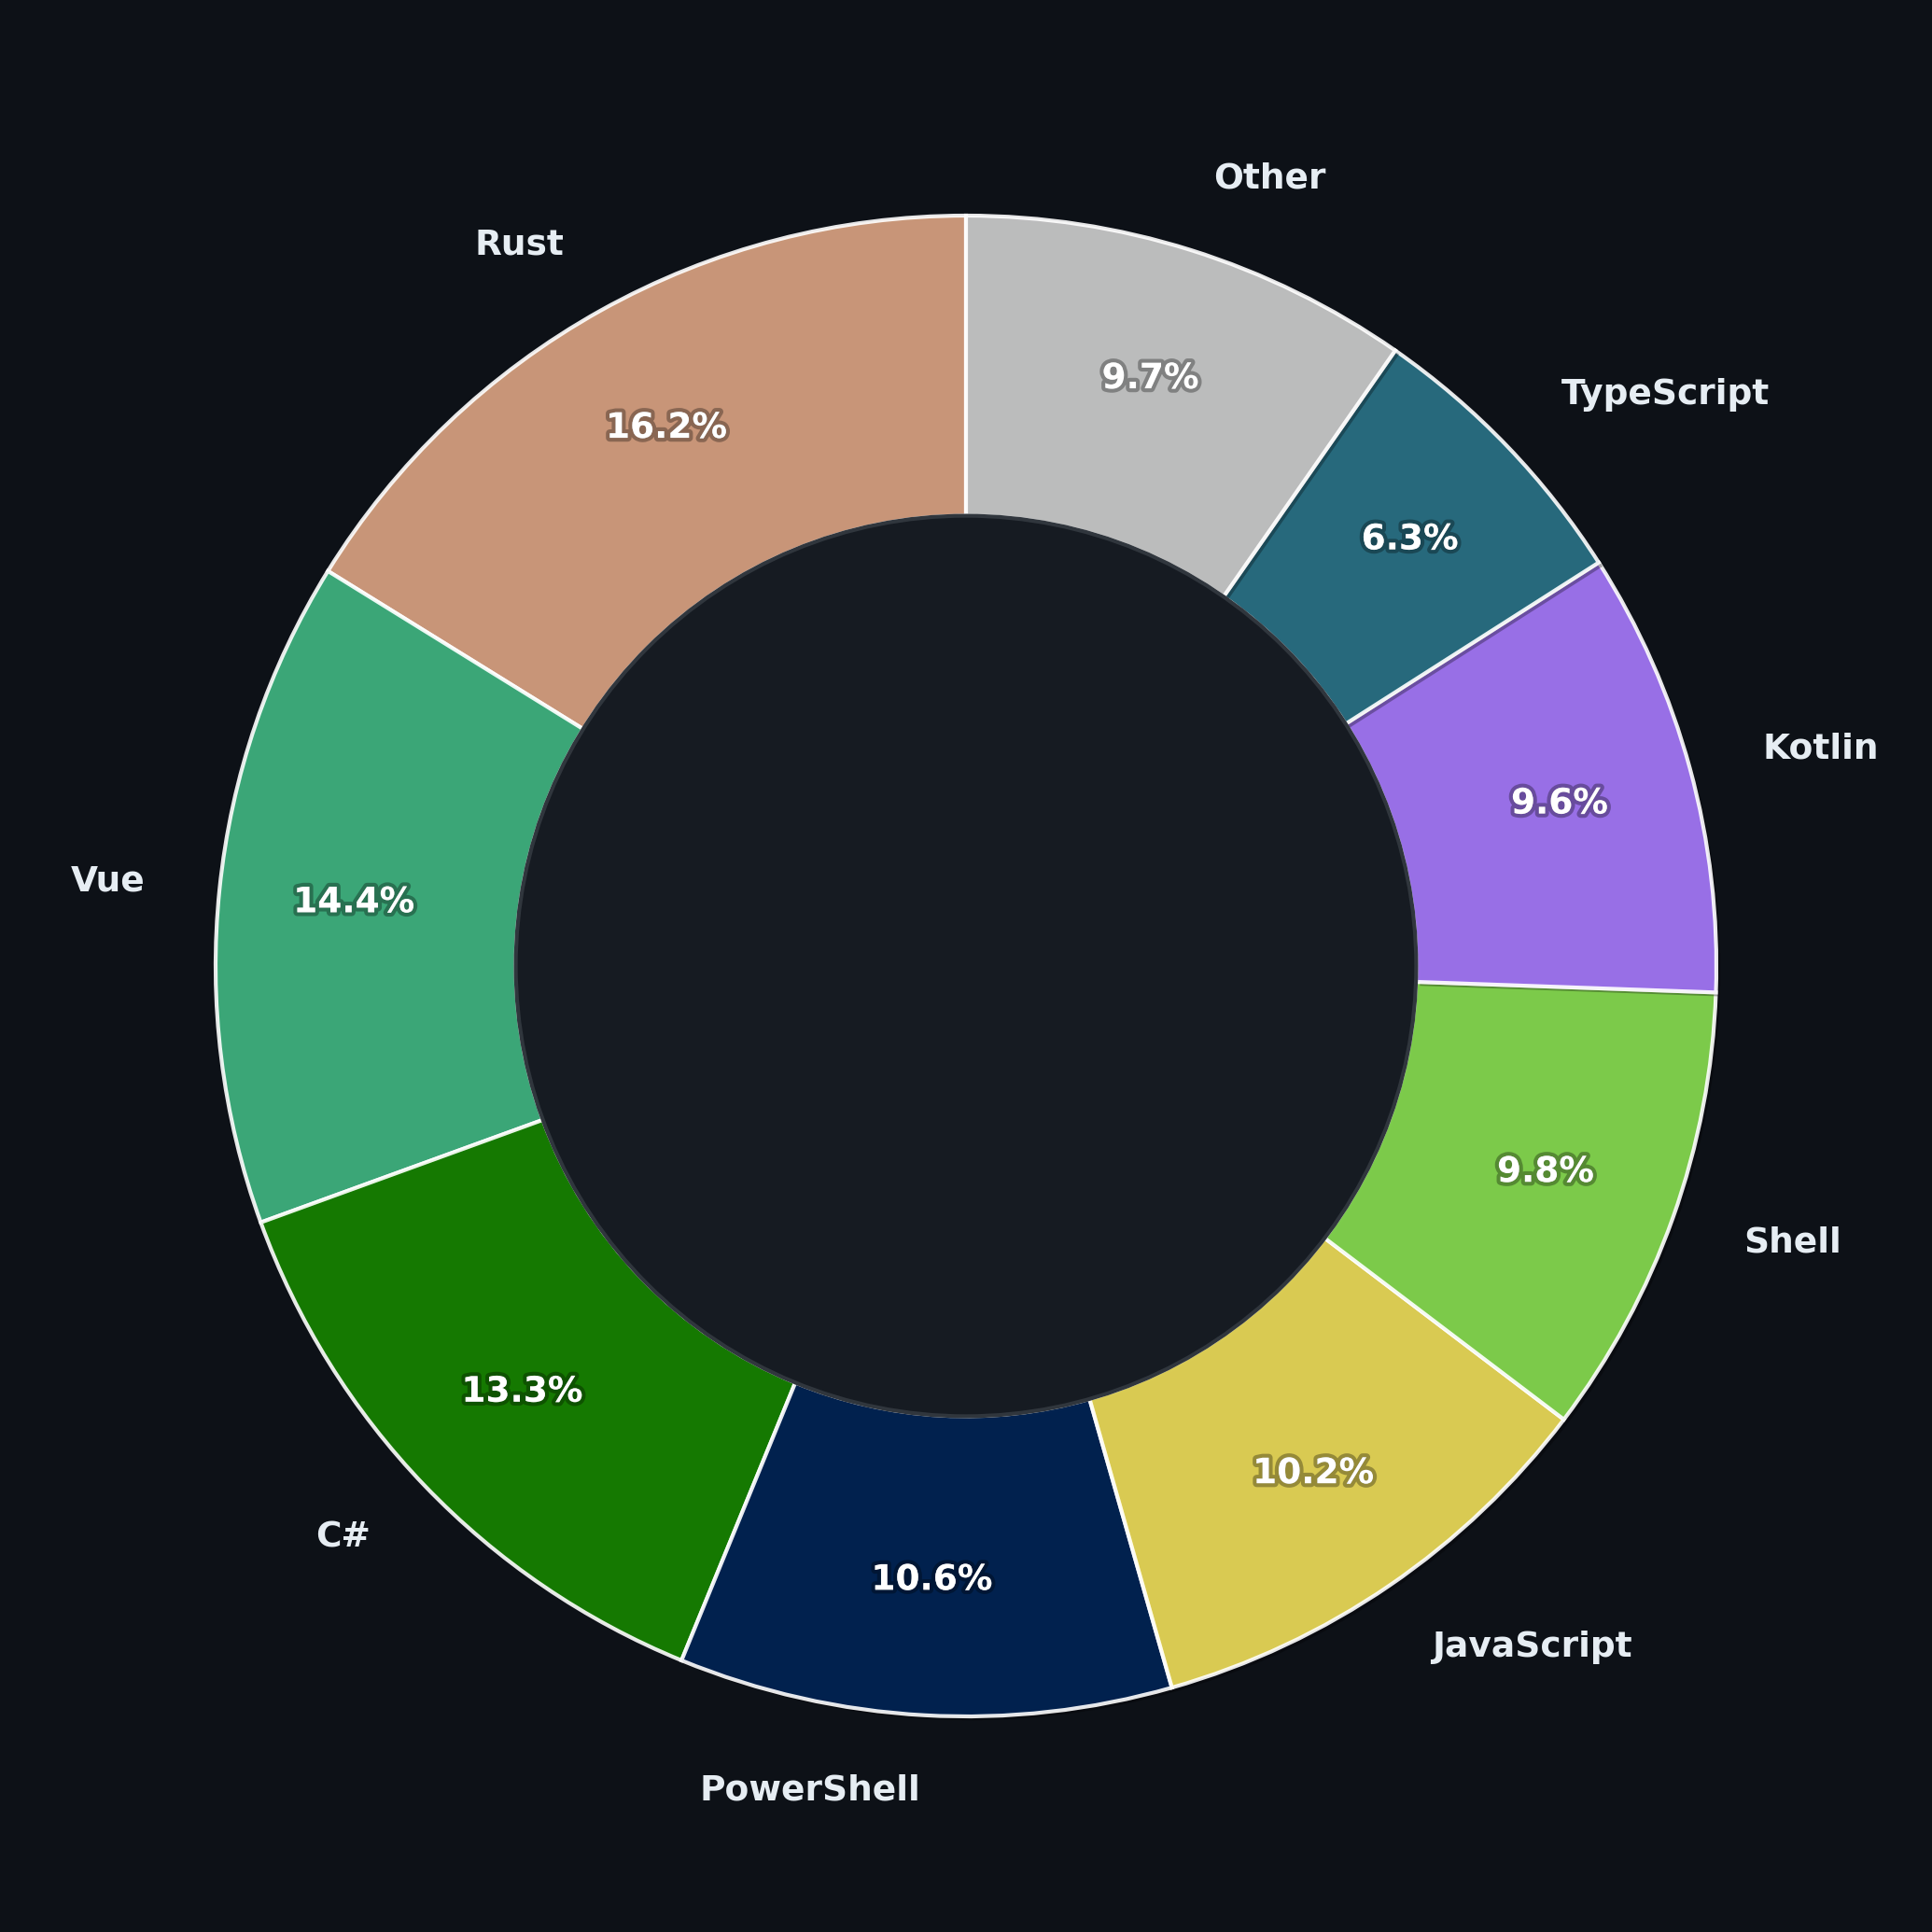 Other
Rust
9.7%
TypeScript
16.2%
6.3%
Kotlin
9.6%
Vue
14.4%
9.8%
Shell
13.3%
10.2%
C#
10.6%
JavaScript
PowerShell